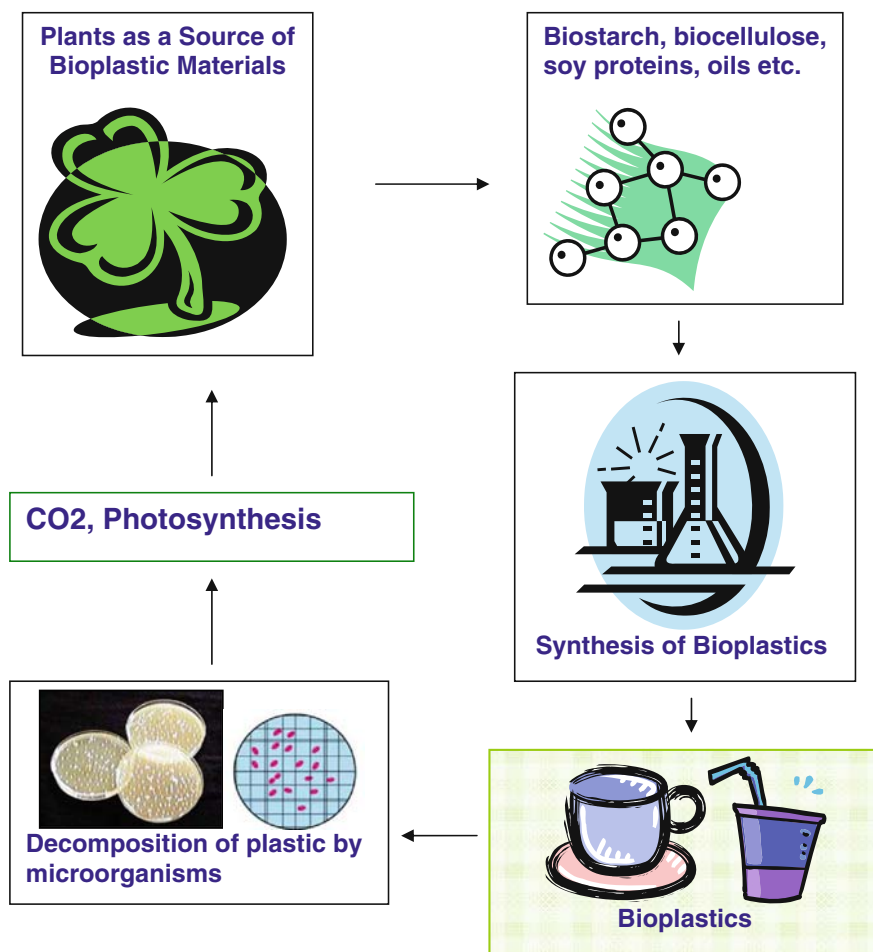 Plants as a Source of
Bioplastic Materials
Biostarch, biocellulose,
soy proteins, oils etc.
Synthesis of Bioplastics
Bioplastics
Decomposition of plastic by
microorganisms
CO2, Photosynthesis